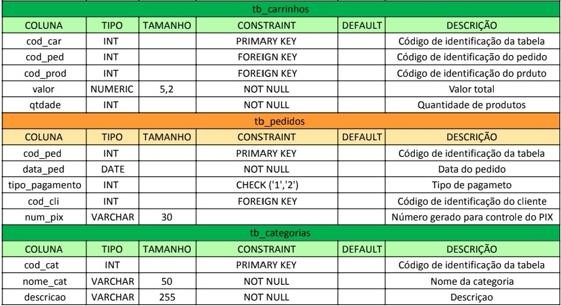 tb_carrinhos
COLUNA TIPO TAMANHO CONSTRAINT DEFAULT DESCRIÇÃO
cod_car INT PRIMARY KEY Código de identificação da tabela
cod_ped INT FOREIGN KEY Código de identificação do pedido
cod_prod INT FOREIGN KEY Código de identificação do prduto
valor NUMERIC 5,2 NOT NULL Valor total
qtdade INT NOT NULL Quantidade de produtos
tb_pedidos
COLUNA TIPO TAMANHO CONSTRAINT DEFAULT DESCRIÇÃO
cod_ped INT PRIMARY KEY Código de identificação da tabela
data_ped DATE NOT NULL Data do pedido
tipo_pagamento INT CHECK ('1','2') Tipo de pagameto
cod_cli INT FOREIGN KEY Código de identificação do cliente
num_pix VARCHAR 30 Número gerado para controle do PIX
tb_categorias
COLUNA TIPO TAMANHO CONSTRAINT DEFAULT DESCRIÇÃO
cod_cat INT PRIMARY KEY Código de identificação da tabela
nome_cat VARCHAR 50 NOT NULL Nome da categoria
descricao VARCHAR 255 NOT NULL Descriçao